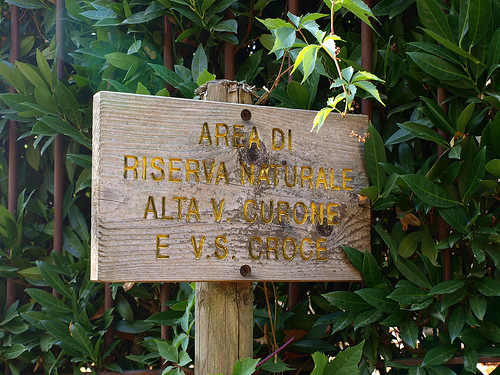 AREA DI
RISERVA NATURALE
ALTA V. CURONE
E V.S. CROCE